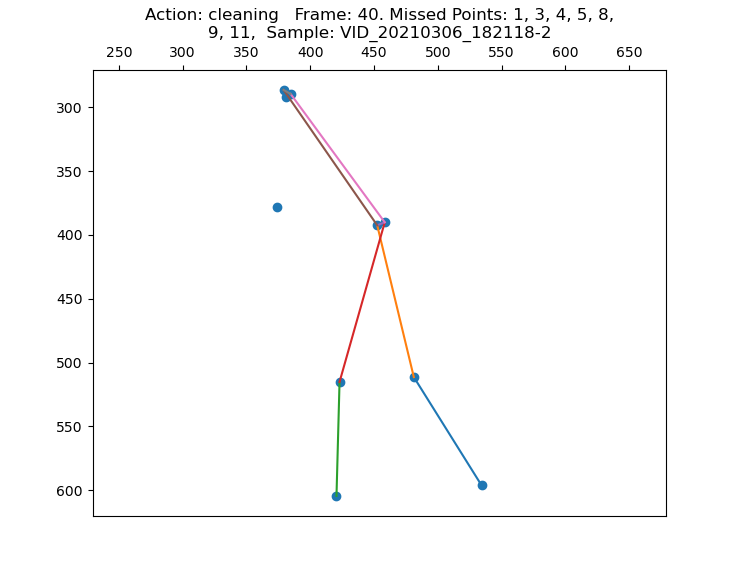 Action: cleaning   Frame: 40. Missed Points: 1, 3, 4, 5, 8,
9, 11,  Sample: VID_20210306_182118-2
250 300 350 400 450 500 550 600 650
300
350
400
450
500
550
600